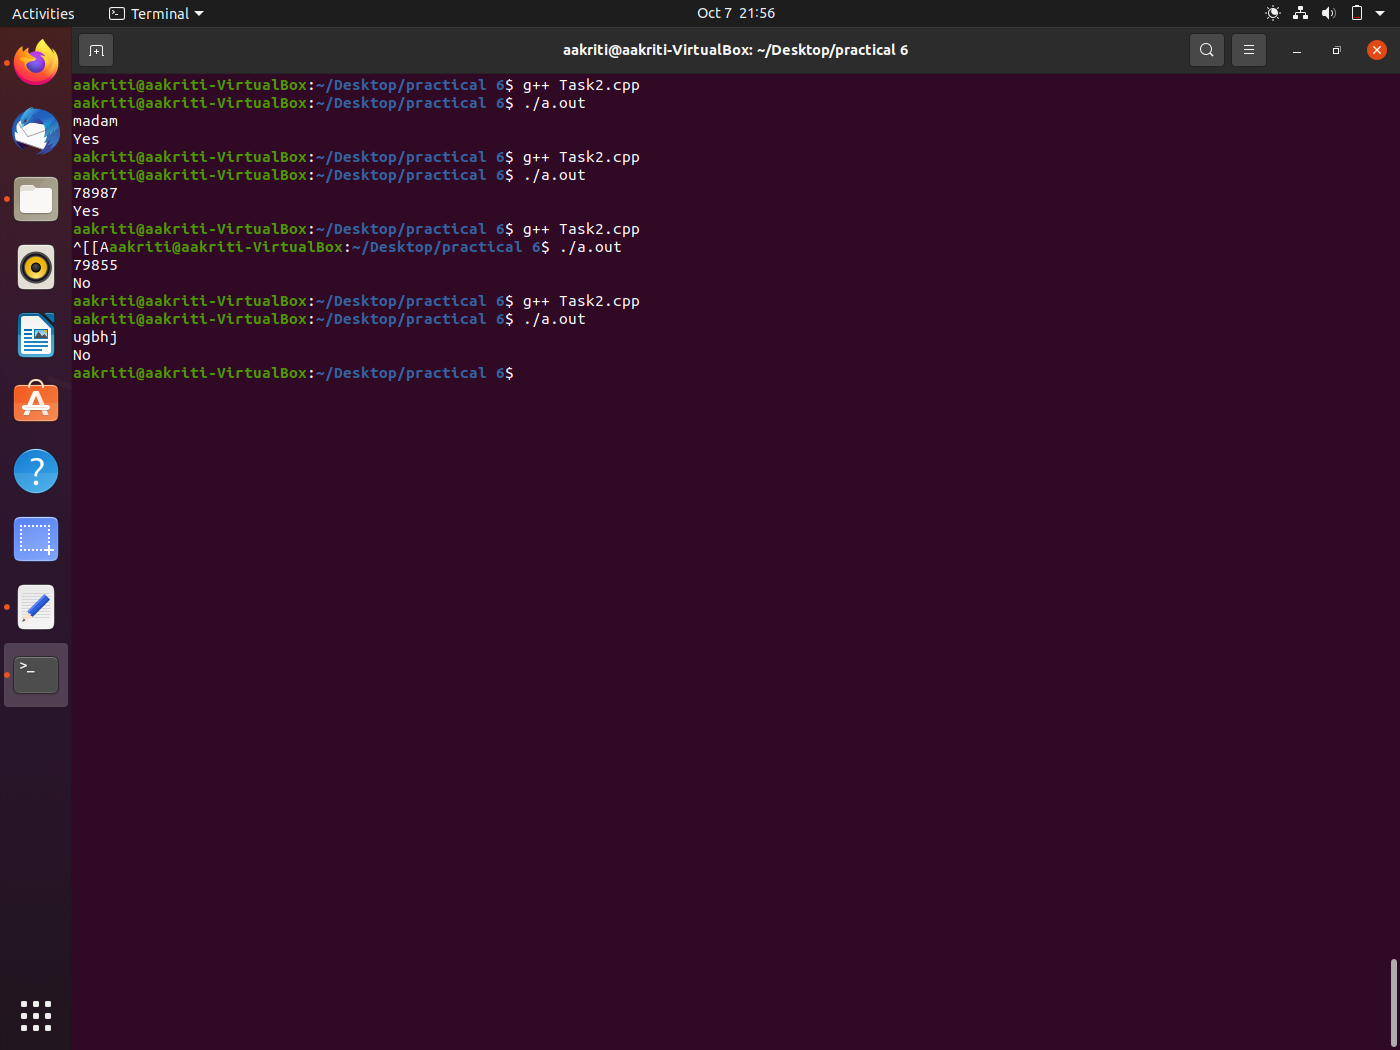 Activities Terminal Oct 7 21:56
aakriti@aakriti-VirtualBox: ~/Desktop/practical 6
aakriti@aakriti-VirtualBox:~/Desktop/practical 6$ g++ Task2.cpp
aakriti@aakriti-VirtualBox:~/Desktop/practical 6$ ./a.out
madam
Yes
aakriti@aakriti-VirtualBox:~/Desktop/practical 6$ g++ Task2.cpp
aakriti@aakriti-VirtualBox:~/Desktop/practical 6$ ./a.out
78987
Yes
aakriti@aakriti-VirtualBox:~/Desktop/practical 6$ g++ Task2.cpp
^[[Aaakriti@aakriti-VirtualBox:~/Desktop/practical 6$ ./a.out
79855
No
aakriti@aakriti-VirtualBox:~/Desktop/practical 6$ g++ Task2.cpp
aakriti@aakriti-VirtualBox:~/Desktop/practical 6$ ./a.out
ugbhj
No
aakriti@aakriti-VirtualBox:~/Desktop/practical 6$